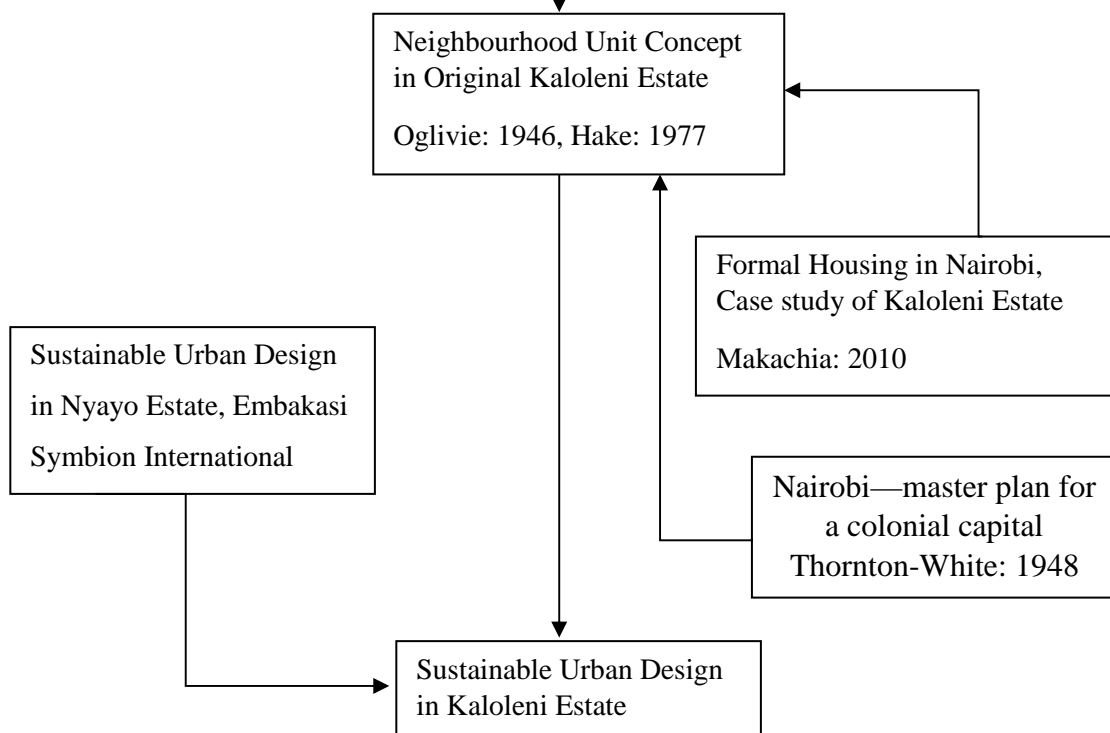 Neighbourhood Unit Concept
in Original Kaloleni Estate
Oglivie: 1946, Hake: 1977
Formal Housing in Nairobi,
Case study of Kaloleni Estate
Makachia: 2010
Sustainable Urban Design
in Nyayo Estate, Embakasi
Symbion International
Nairobi—master plan for
a colonial capital
Thornton-White: 1948
Sustainable Urban Design
in Kaloleni Estate